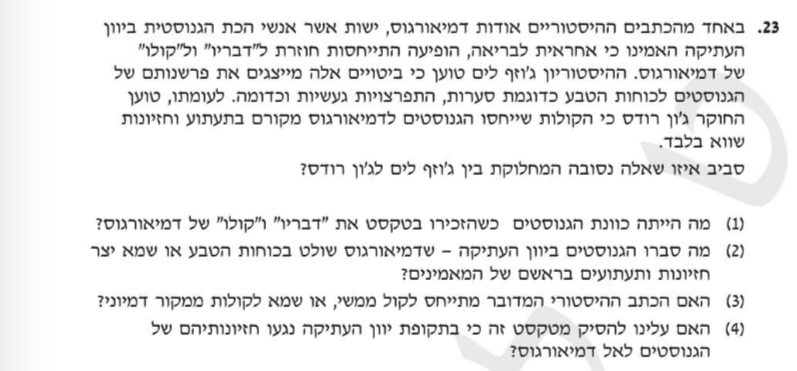 23. באחד מהכתבים ההיסטוריים אודות דמיאורגוס, ישות אשר אנשי הכת הגנוסטית ביוון
העתיקה האמינו כי אחראית לבריאה, הופיעה התייחסות חוזרת ל"דבריו" ול"קולו"
של דמיאורגוס. ההיסטוריון ג'וזף לים טוען כי ביטויים אלה מייצגים את פרשנותם של
הגנוסטים לכוחות הטבע כדוגמת סערות, התפרצויות געשיות וכדומה. לעומתו, טוען
החוקר ג'ון רודס כי הקולות שייחסו הגנוסטים לדמיאורגוס מקורם בתעתוע וחזיונות
שווא בלבד.
סביב איזו שאלה נסובה המחלוקת בין ג'וזף לים לג'ון רודס?
(1) מה הייתה כוונת הגנוסטים כשהזכירו בטקסט את "דבריו" ו"קולו" של דמיאורגוס?
(2) מה סברו הגנוסטים ביוון העתיקה – שדמיאורגוס שולט בכוחות הטבע או שמא יצר
חזיונות ותעתועים בראשם של המאמינים?
(3) האם הכתב ההיסטורי המדובר מתייחס לקול ממשי, או שמא לקולות ממקור דמיוני?
(4) האם עלינו להסיק מטקסט זה כי בתקופת יוון העתיקה נגעו חזיונותיהם של
הגנוסטים לאל דמיאורגוס?